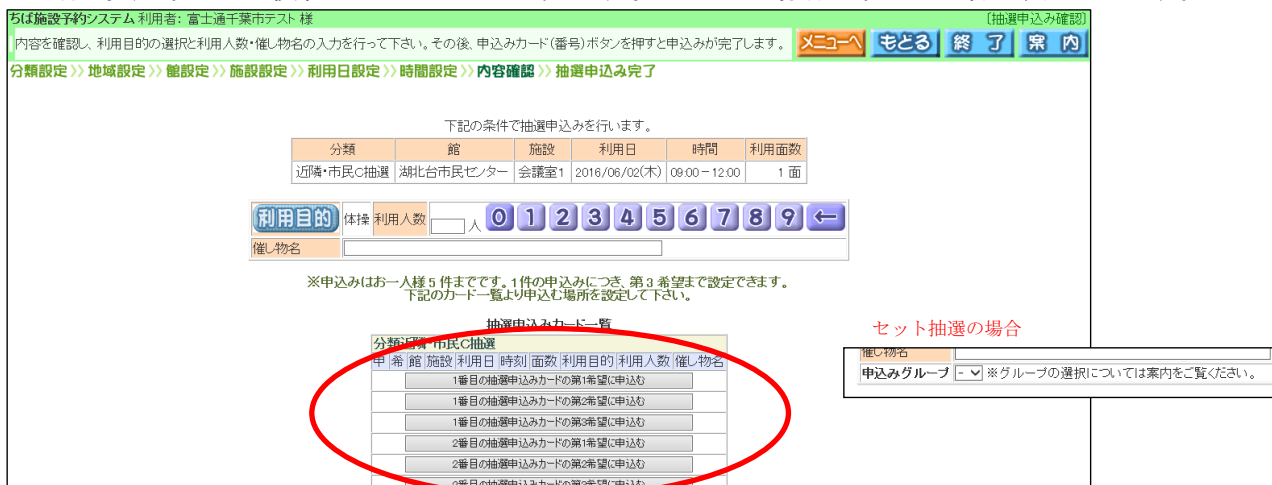 ちば施設予約システム 利用者: 富士通千葉市テスト 様 〔抽選申込み確認〕
内容を確認し、利用目的の選択と利用人数・催し物名の入力を行って下さい。その後、申込みカード(番号)ボタンを押すと申込みが完了します。 メニューへ もどる 終 了 案 内
分類設定 〉〉 地域設定 〉〉 館設定 〉〉 施設設定 〉〉 利用日設定 〉〉 時間設定 〉〉 内容確認 〉〉 抽選申込み完了
下記の条件で抽選申込みを行います。
分類 館 施設 利用日 時間 利用面数
近隣・市民C抽選 湖北台市民センター 会議室1 2016/06/02(木) 09:00 − 12:00 1 面
利用目的 体操 利用人数 人 0 1 2 3 4 5 6 7 8 9 ←
催し物名
※申込みはお一人様 5 件までです。1件の申込みにつき、第 3 希望まで設定できます。
下記のカード一覧より申込む場所を設定して下さい。
抽選申込みカード一覧
分類近隣・市民C抽選
申 希 館 施設 利用日 時刻 面数 利用目的 利用人数 催し物名
1番目の抽選申込みカードの第1希望に申込む
1番目の抽選申込みカードの第2希望に申込む
1番目の抽選申込みカードの第3希望に申込む
2番目の抽選申込みカードの第1希望に申込む
2番目の抽選申込みカードの第2希望に申込む
2番目の抽選申込みカードの第3希望に申込む
セット抽選の場合
催し物名
申込みグループ - ※グループの選択については案内をご覧ください。